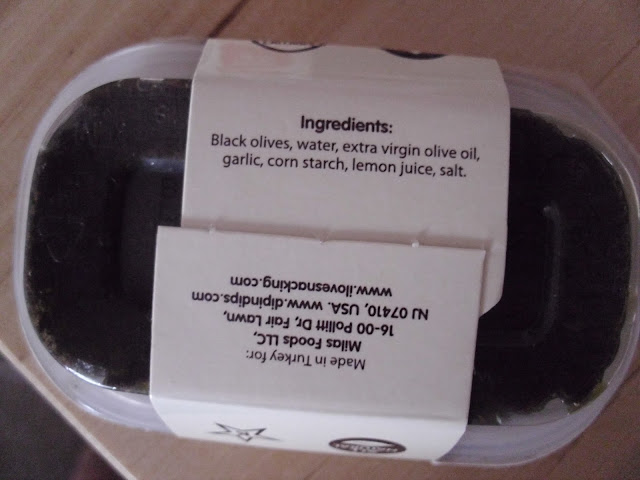 Ingredients:
Black olives, water, extra virgin olive oil,
garlic, corn starch, lemon juice, salt.
Made in Turkey for:
Milas Foods LLC,
16-00 Pollitt Dr, Fair Lawn,
NJ 07410, USA. www.dipindips.com
www.ilovesnacking.com